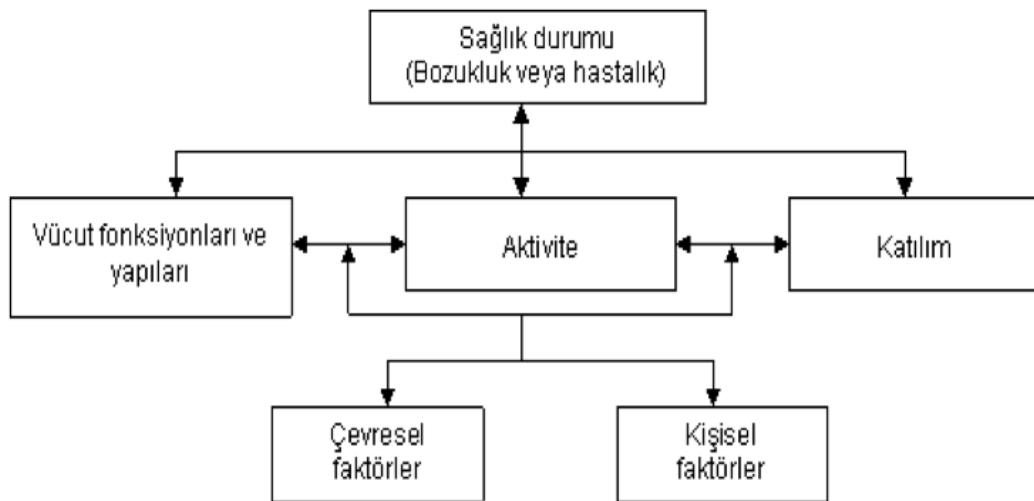 Sağlık durumu
(Bozukluk veya hastalık)
Vücut fonksiyonları ve
yapıları
Aktivite
Katılım
Çevresel
faktörler
Kişisel
faktörler